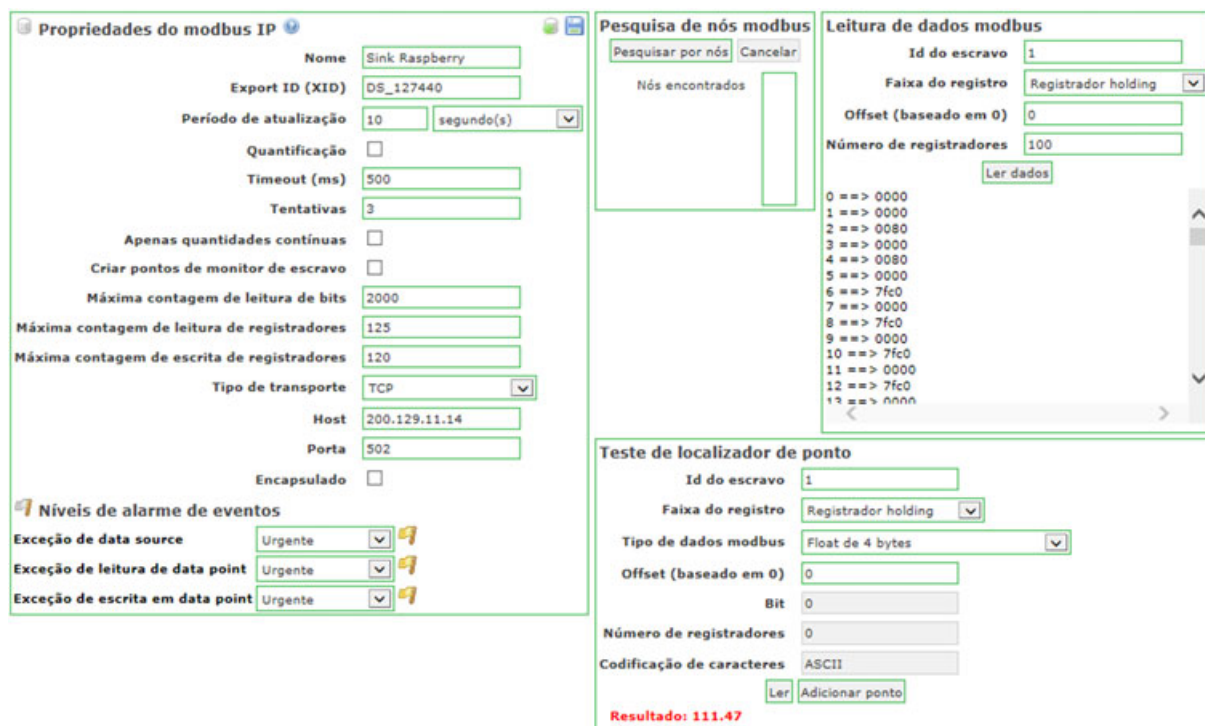 Propriedades do modbus IP
Nome Sink Raspberry
Export ID (XID) DS_127440
Período de atualização 10 segundo(s)
Quantificação
Timeout (ms) 500
Tentativas 3
Apenas quantidades contínuas
Criar pontos de monitor de escravo
Máxima contagem de leitura de bits 2000
Máxima contagem de leitura de registradores 125
Máxima contagem de escrita de registradores 120
Tipo de transporte TCP
Host 200.129.11.14
Porta 502
Encapsulado
Níveis de alarme de eventos
Exceção de data source Urgente
Exceção de leitura de data point Urgente
Exceção de escrita em data point Urgente
Pesquisa de nós modbus
Pesquisar por nós Cancelar
Nós encontrados
Leitura de dados modbus
Id do escravo 1
Faixa do registro Registrador holding
Offset (baseado em 0) 0
Número de registradores 100
Ler dados
0 ==> 0000
1 ==> 0000
2 ==> 0080
3 ==> 0000
4 ==> 0080
5 ==> 0000
6 ==> 7fc0
7 ==> 0000
8 ==> 7fc0
9 ==> 0000
10 ==> 7fc0
11 ==> 0000
12 ==> 7fc0
13 ==> 0000
Teste de localizador de ponto
Id do escravo 1
Faixa do registro Registrador holding
Tipo de dados modbus Float de 4 bytes
Offset (baseado em 0) 0
Bit 0
Número de registradores 0
Codificação de caracteres ASCII
Ler Adicionar ponto
Resultado: 111.47